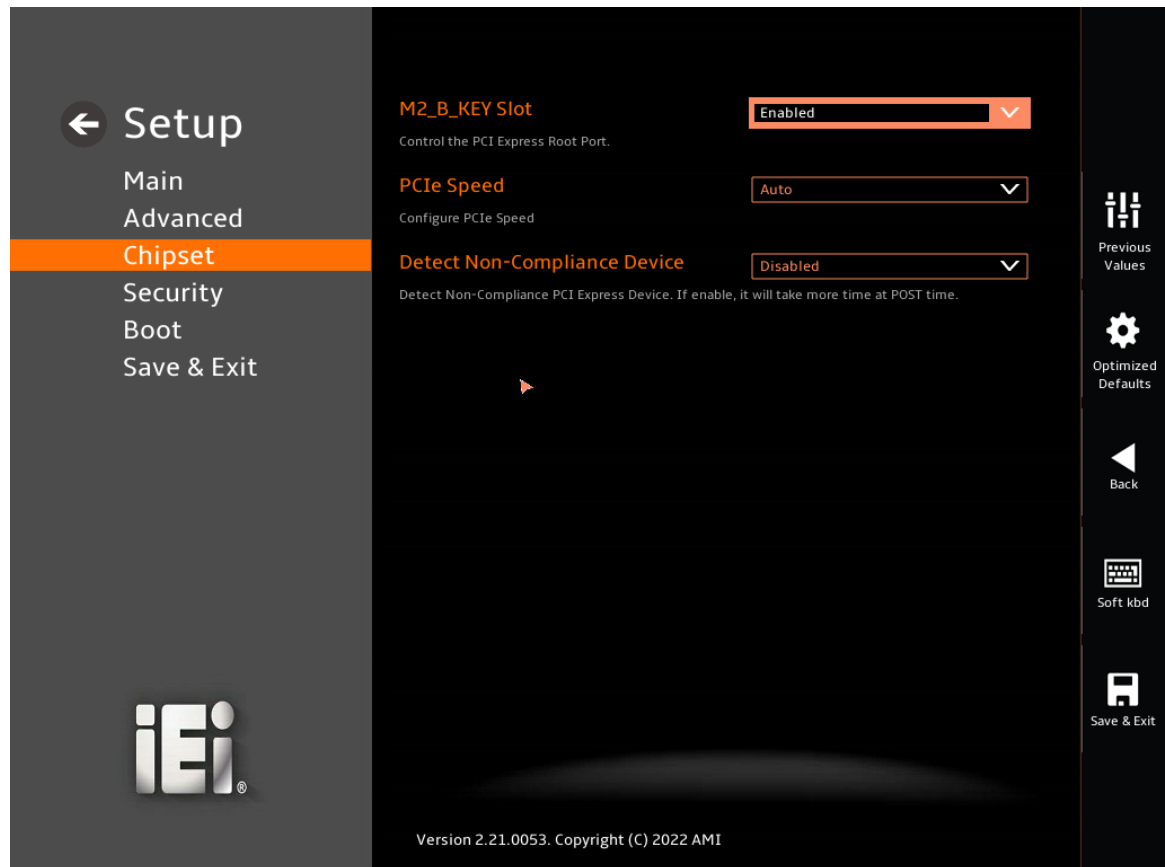 Setup
Main
Advanced
Chipset
Security
Boot
Save & Exit
M2_B_KEY Slot
Enabled
Control the PCI Express Root Port.
PCIe Speed
Auto
Configure PCIe Speed
Detect Non-Compliance Device
Disabled
Detect Non-Compliance PCI Express Device. If enable, it will take more time at POST time.
Previous
Values
Optimized
Defaults
Back
Soft kbd
Save & Exit
iEi®
Version 2.21.0053. Copyright (C) 2022 AMI